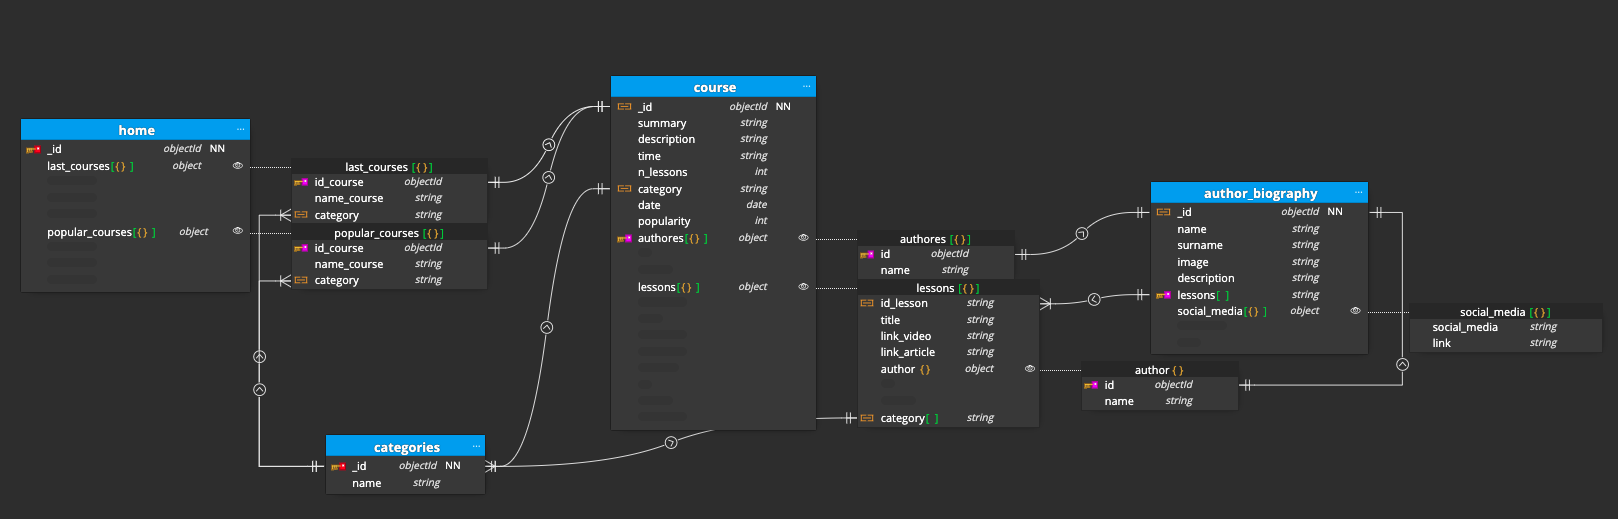 home
_id objectId NN
last_courses[{} ] object
popular_courses[{} ] object
last_courses [{}]
id_course objectId
name_course string
category string
popular_courses [{}]
id_course objectId
name_course string
category string
categories
_id objectId NN
name string
course
_id objectId NN
summary string
description string
time string
n_lessons int
category string
date date
popularity int
authores[{} ] object
lessons[{} ] object
authores [{}]
id objectId
name string
lessons [{}]
id_lesson string
title string
link_video string
link_article string
author {} object
category[ ] string
author {}
id objectId
name string
author_biography
_id objectId NN
name string
surname string
image string
description string
lessons[ ] string
social_media[{} ] object
social_media [{}]
social_media string
link string